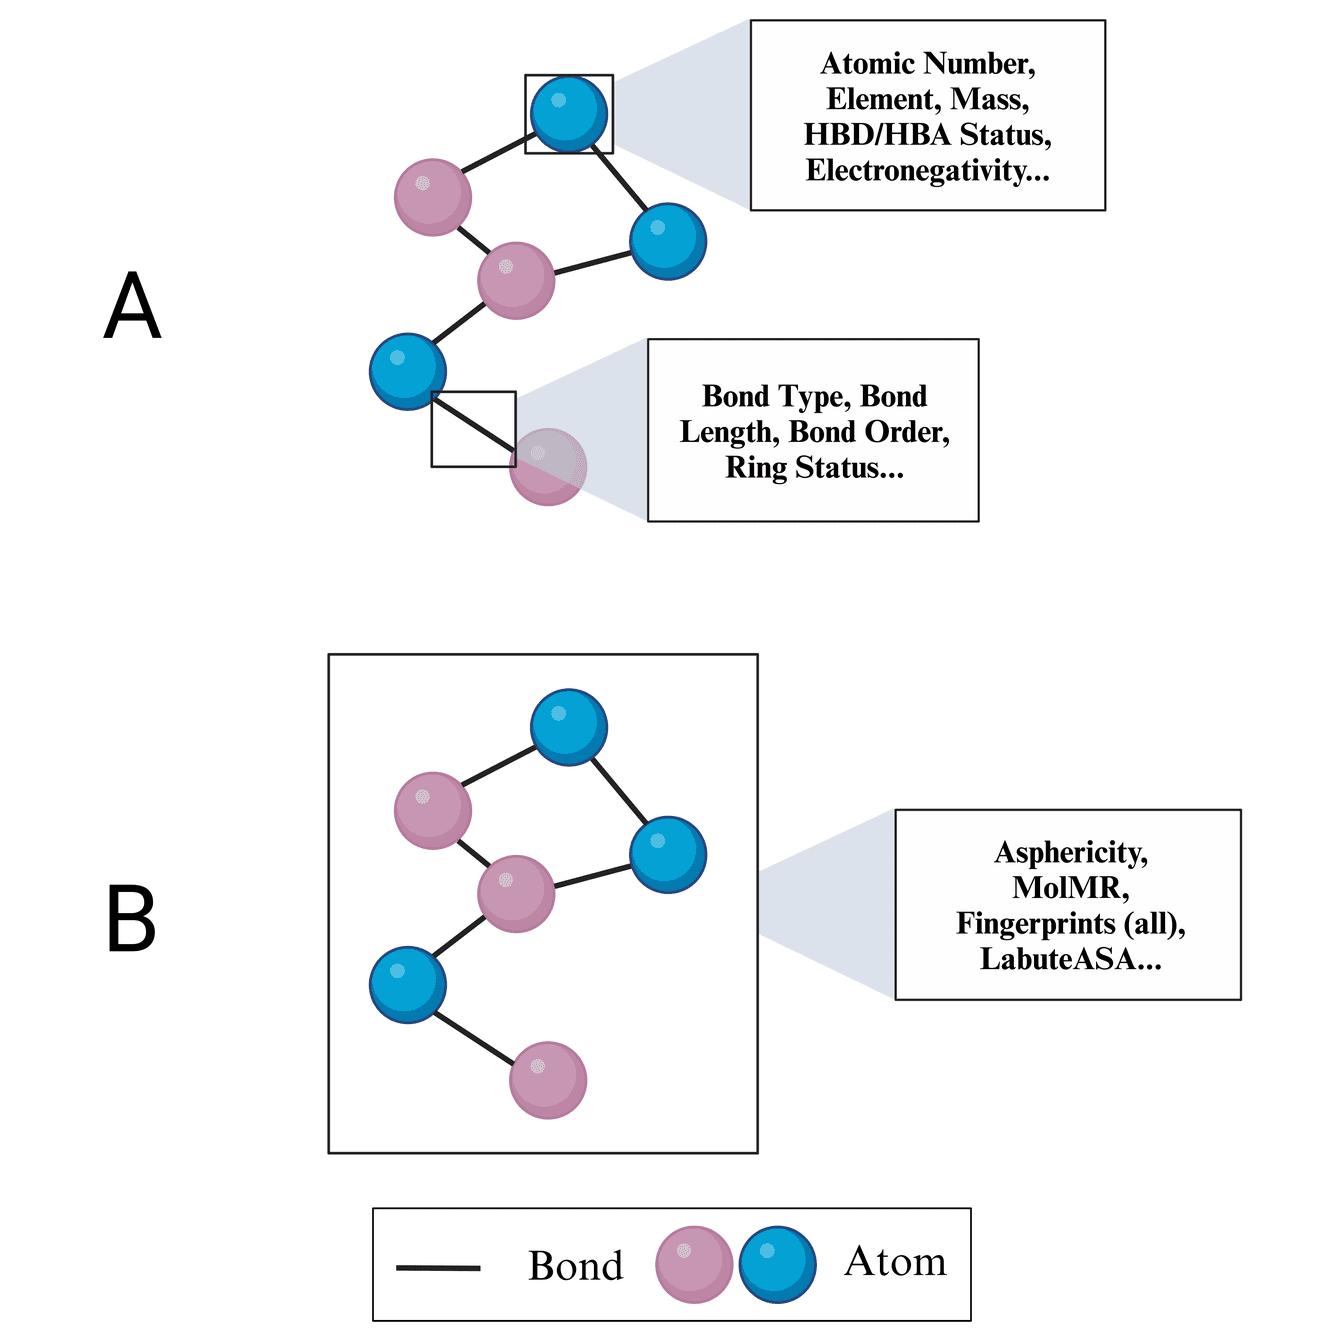 A
Atomic Number,
Element, Mass,
HBD/HBA Status,
Electronegativity...
Bond Type, Bond
Length, Bond Order,
Ring Status...
B
Asphericity,
MolMR,
Fingerprints (all),
LabuteASA...
Bond
Atom